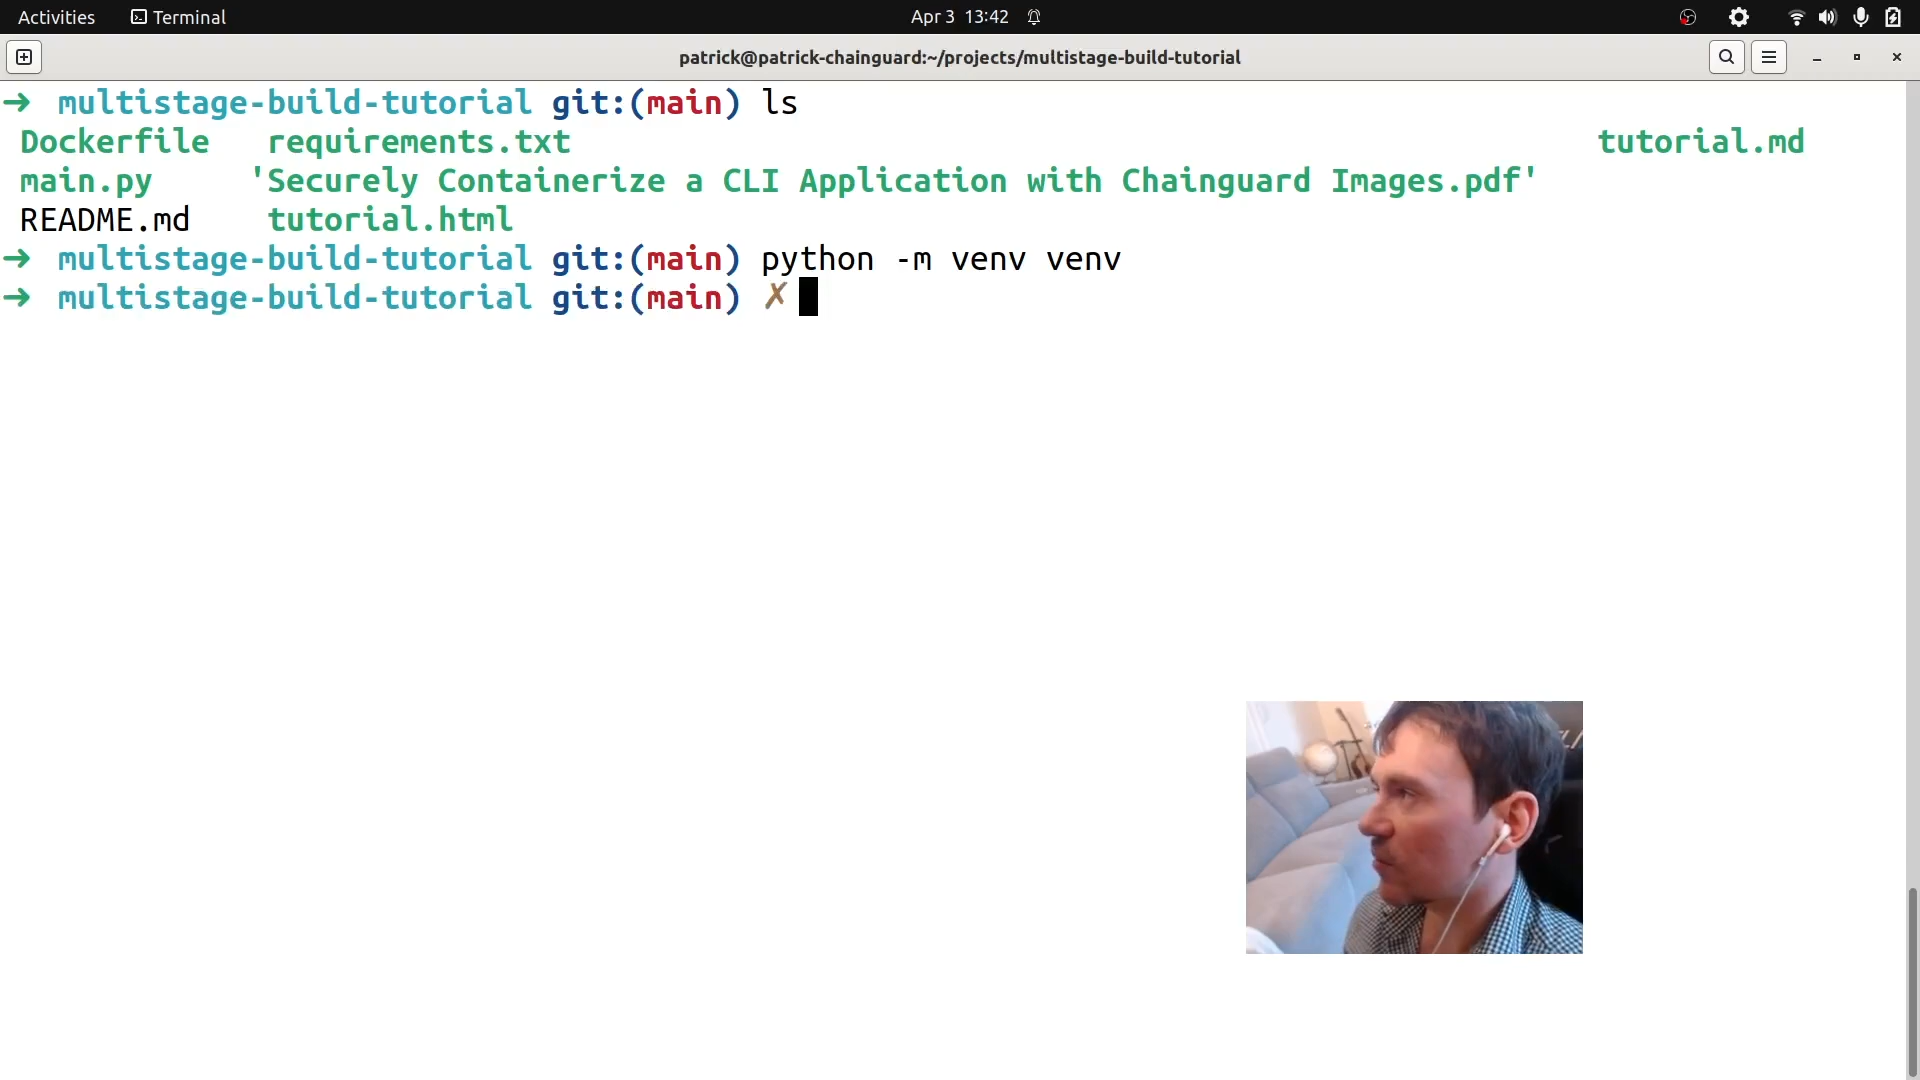 Activities Terminal Apr 3 13:42
patrick@patrick-chainguard:~/projects/multistage-build-tutorial
➜ multistage-build-tutorial git:(main) ls
Dockerfile requirements.txt tutorial.md
main.py 'Securely Containerize a CLI Application with Chainguard Images.pdf'
README.md tutorial.html
➜ multistage-build-tutorial git:(main) python -m venv venv
➜ multistage-build-tutorial git:(main) ✗